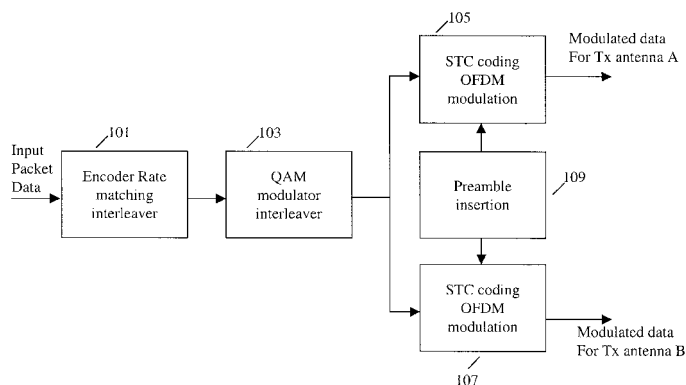 105
Modulated data
For Tx antenna A
STC coding
OFDM
modulation
101
103
Input
Packet
Data
Encoder Rate
matching
interleaver
QAM
modulator
interleaver
Preamble
insertion
109
STC coding
OFDM
modulation
Modulated data
For Tx antenna B
107